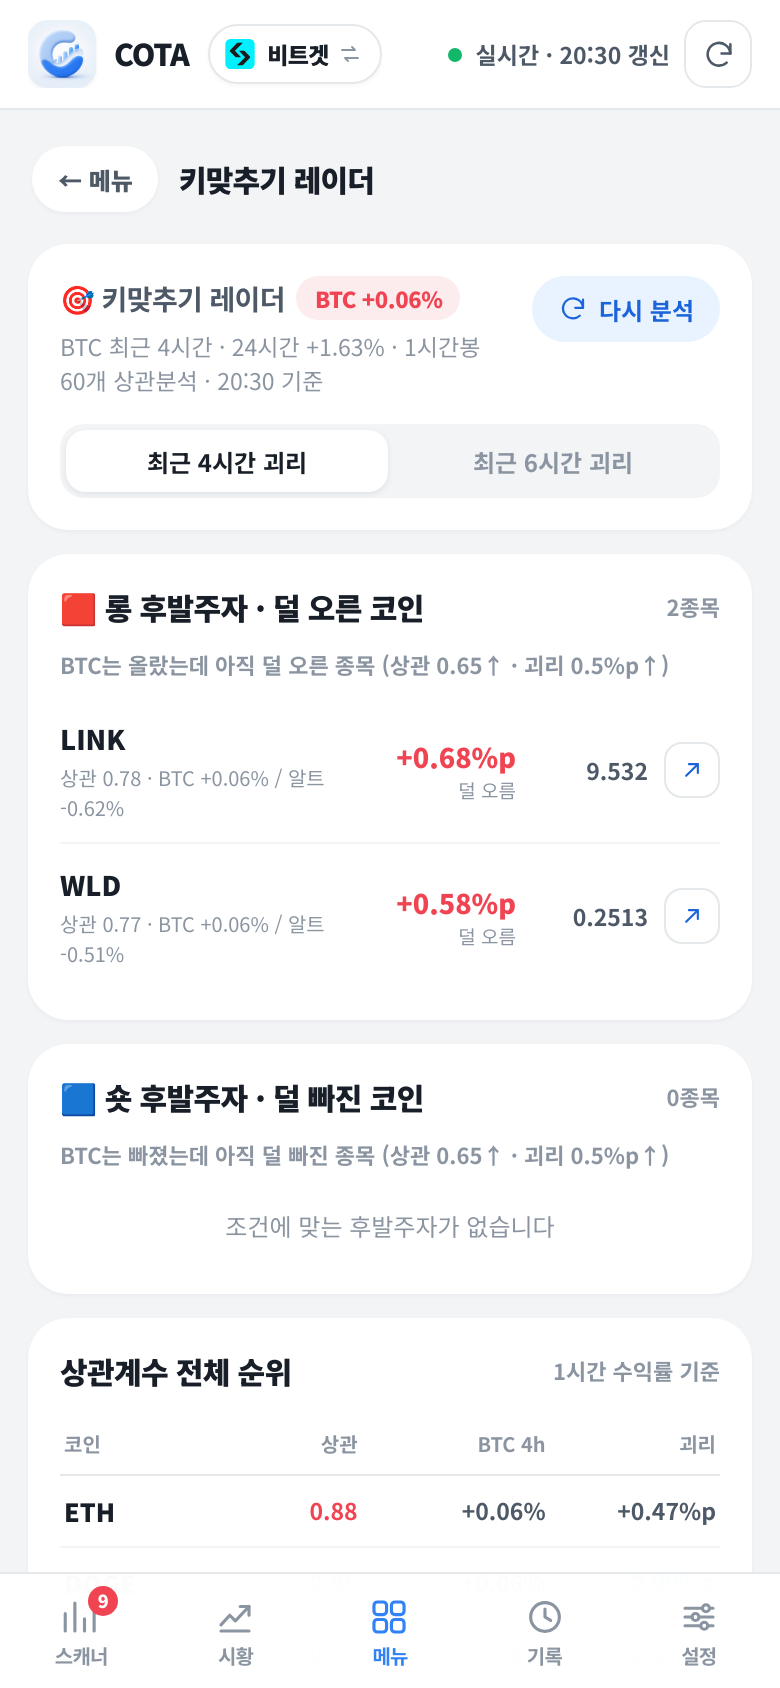 COTA
비트겟
실시간 · 20:30 갱신
← 메뉴
키맞추기 레이더
키맞추기 레이더
BTC +0.06%
다시 분석
BTC 최근 4시간 · 24시간 +1.63% · 1시간봉
60개 상관분석 · 20:30 기준
최근 4시간 괴리
최근 6시간 괴리
롱 후발주자 · 덜 오른 코인
2종목
BTC는 올랐는데 아직 덜 오른 종목 (상관 0.65↑ · 괴리 0.5%p↑)
LINK
상관 0.78 · BTC +0.06% / 알트
-0.62%
+0.68%p
덜 오름
9.532
WLD
상관 0.77 · BTC +0.06% / 알트
-0.51%
+0.58%p
덜 오름
0.2513
숏 후발주자 · 덜 빠진 코인
0종목
BTC는 빠졌는데 아직 덜 빠진 종목 (상관 0.65↑ · 괴리 0.5%p↑)
조건에 맞는 후발주자가 없습니다
상관계수 전체 순위
1시간 수익률 기준
코인 상관 BTC 4h 괴리
ETH 0.88 +0.06% +0.47%p
9
스캐너
시황
메뉴
기록
설정